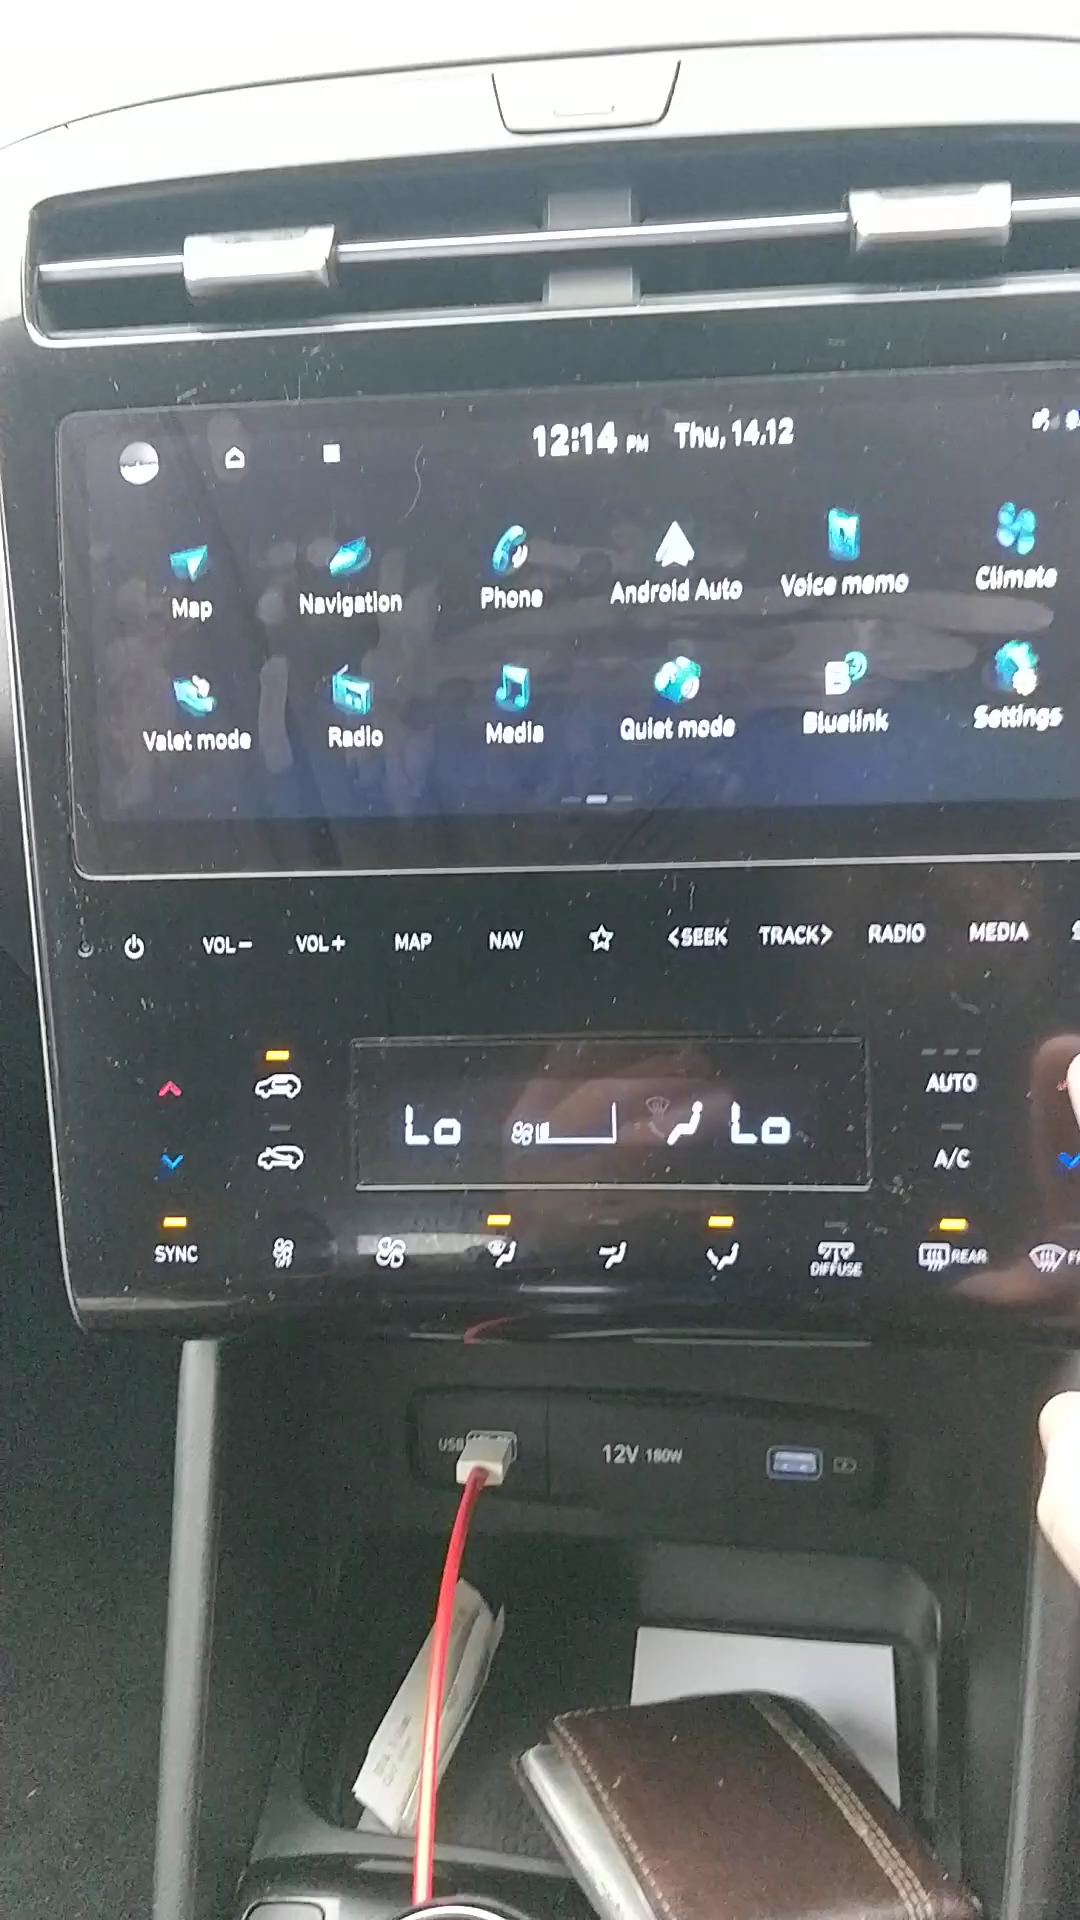 12:14 PM Thu, 14.12
Map Navigation Phone Android Auto Voice memo Climate
Valet mode Radio Media Quiet mode Bluelink Settings
VOL− VOL+ MAP NAV <SEEK TRACK> RADIO MEDIA
AUTO
Lo Lo
A/C
SYNC OFF DIFFUSE REAR
USB 12V 180W